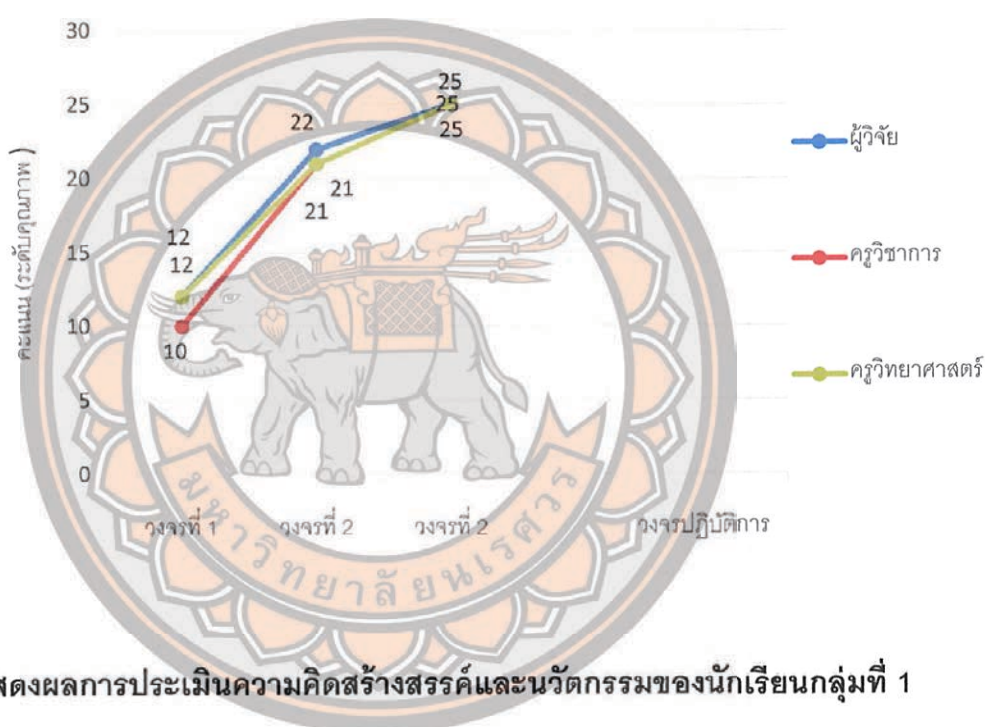 30
25
25
25
25
22
20
21
21
15
12
12
10
10
5
0
คะแนน (ระดับคุณภาพ )
วงจรที่ 1 วงจรที่ 2 วงจรที่ 2 วงจรปฏิบัติการ
ผู้วิจัย
ครูวิชาการ
ครูวิทยาศาสตร์
มหาวิทยาลัยนเรศวร
สดงผลการประเมินความคิดสร้างสรรค์และนวัตกรรมของนักเรียนกลุ่มที่ 1